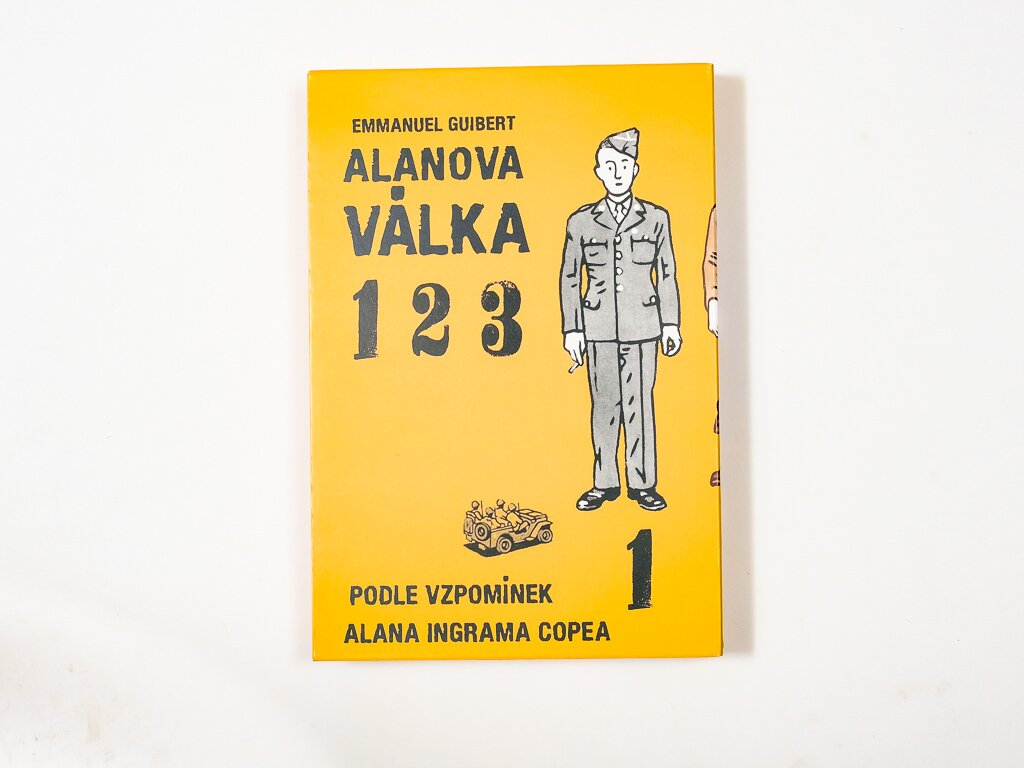 EMMANUEL GUIBERT
ALANOVA
VÁLKA
1 2 3
1
PODLE VZPOMÍNEK
ALANA INGRAMA COPEA